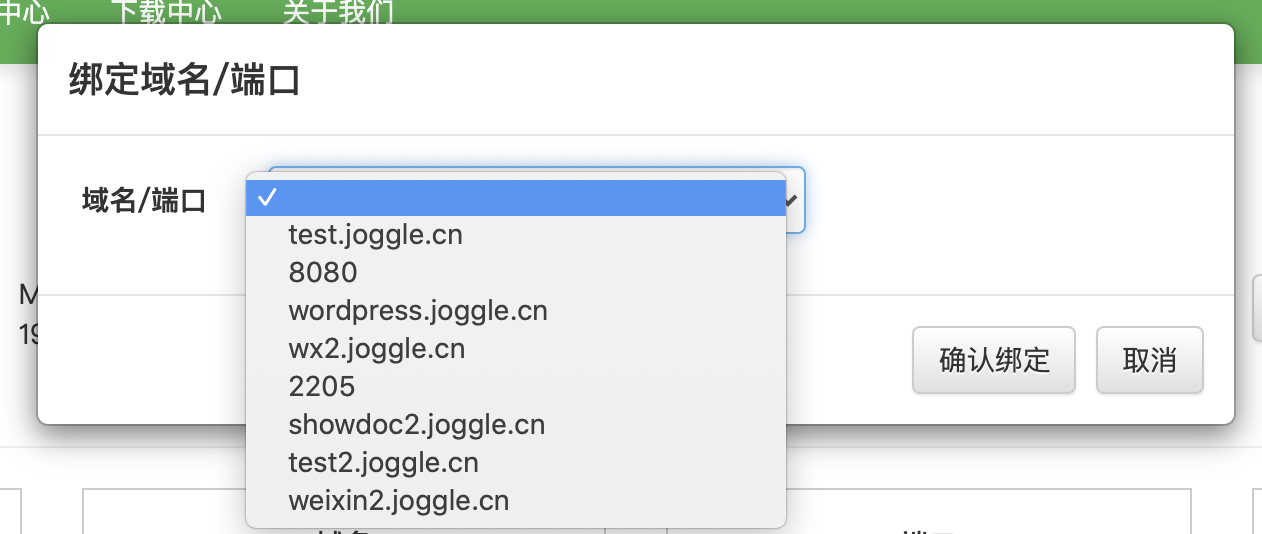 中心 下载中心 关于我们
绑定域名/端口
域名/端口
test.joggle.cn
8080
wordpress.joggle.cn
wx2.joggle.cn
2205
showdoc2.joggle.cn
test2.joggle.cn
weixin2.joggle.cn
确认绑定 取消